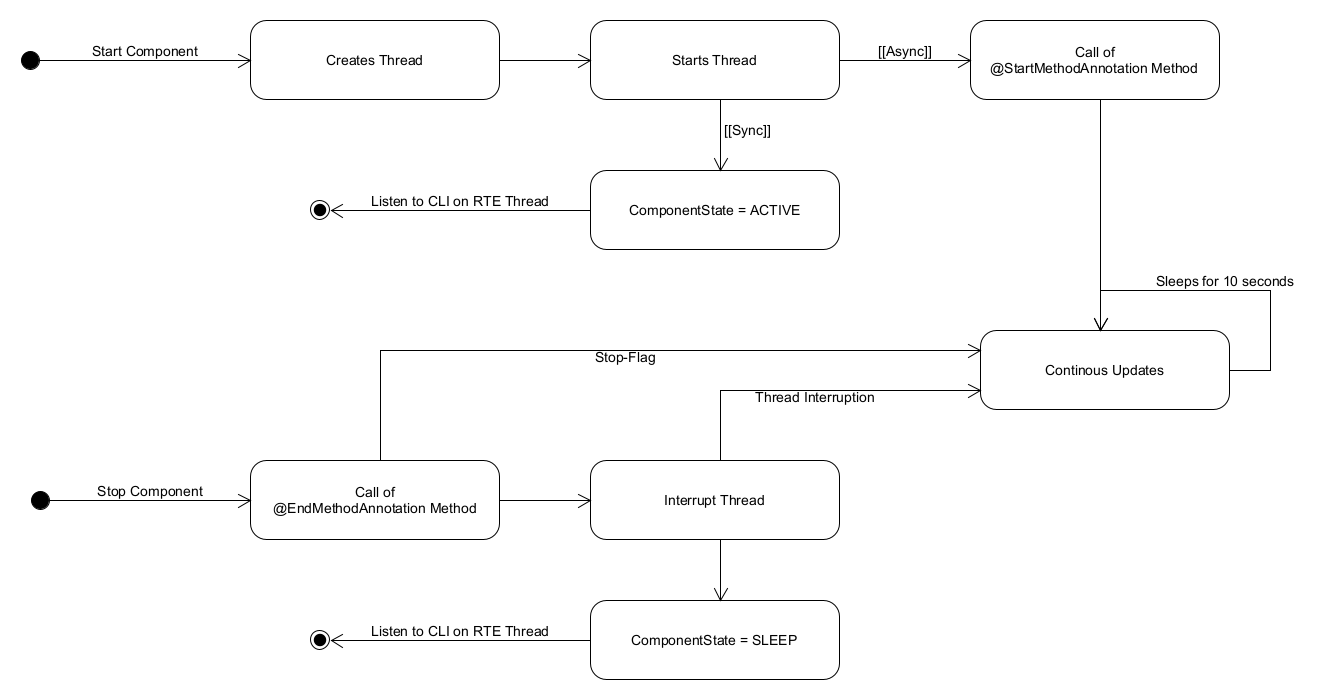 Start Component
Creates Thread
Starts Thread
[[Async]]
Call of
@StartMethodAnnotation Method
[[Sync]]
Listen to CLI on RTE Thread
ComponentState = ACTIVE
Sleeps for 10 seconds
Stop-Flag
Continous Updates
Thread Interruption
Stop Component
Call of
@EndMethodAnnotation Method
Interrupt Thread
Listen to CLI on RTE Thread
ComponentState = SLEEP